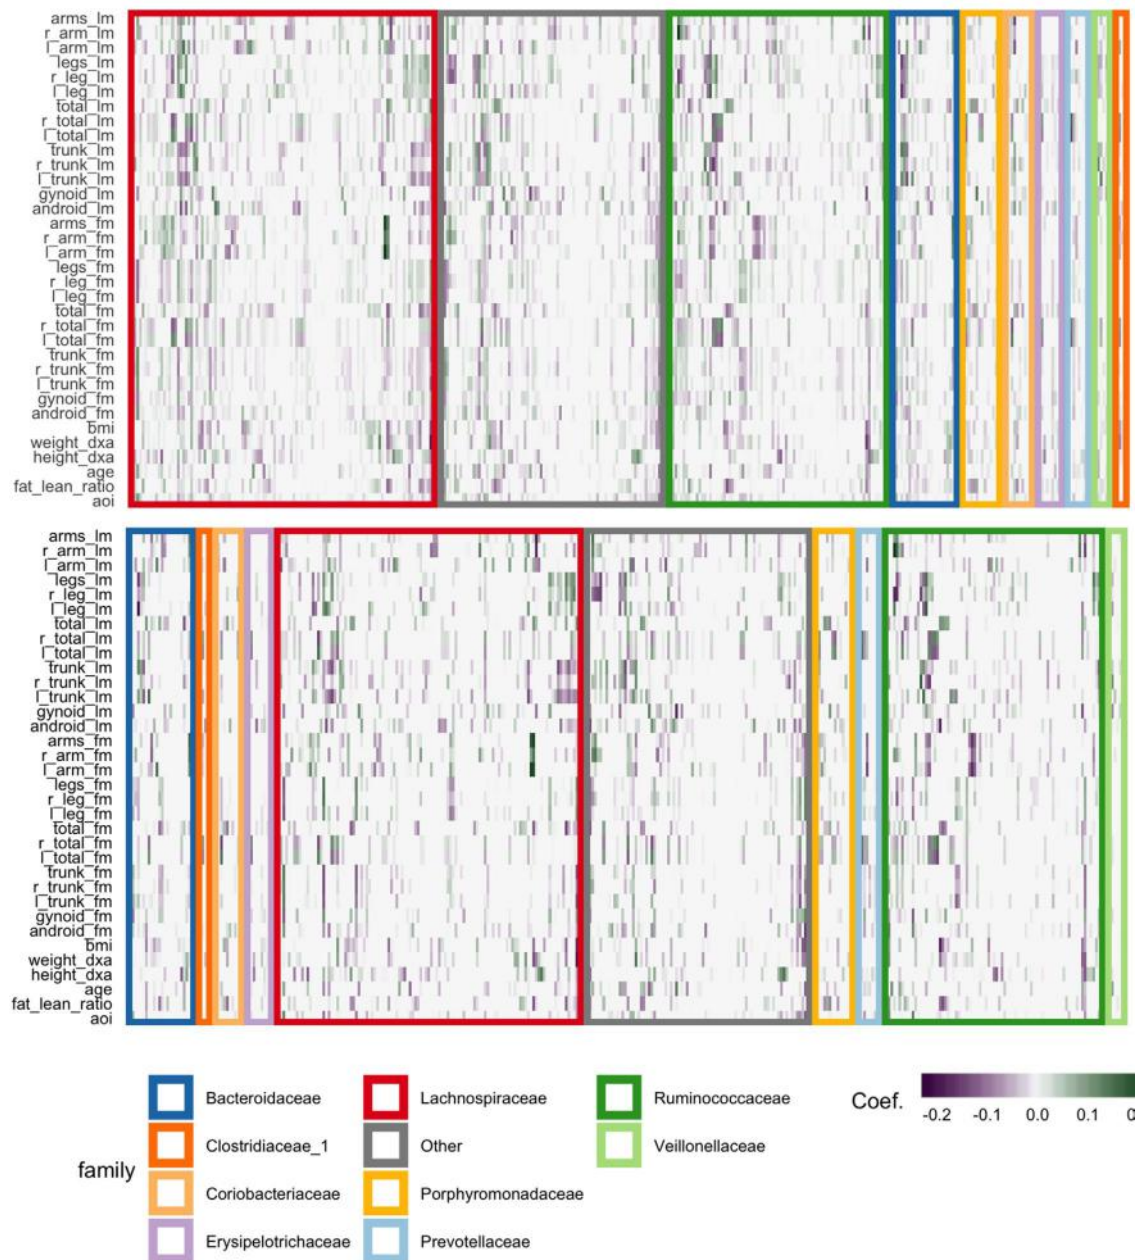 arms_lm
r_arm_lm
l_arm_lm
legs_lm
r_leg_lm
l_leg_lm
total_lm
r_total_lm
l_total_lm
trunk_lm
r_trunk_lm
l_trunk_lm
gynoid_lm
android_lm
arms_fm
r_arm_fm
l_arm_fm
legs_fm
r_leg_fm
l_leg_fm
total_fm
r_total_fm
l_total_fm
trunk_fm
r_trunk_fm
l_trunk_fm
gynoid_fm
android_fm
bmi
weight_dxa
height_dxa
age
fat_lean_ratio
aoi
arms_lm
r_arm_lm
l_arm_lm
legs_lm
r_leg_lm
l_leg_lm
total_lm
r_total_lm
l_total_lm
trunk_lm
r_trunk_lm
l_trunk_lm
gynoid_lm
android_lm
arms_fm
r_arm_fm
l_arm_fm
legs_fm
r_leg_fm
l_leg_fm
total_fm
r_total_fm
l_total_fm
trunk_fm
r_trunk_fm
l_trunk_fm
gynoid_fm
android_fm
bmi
weight_dxa
height_dxa
age
fat_lean_ratio
aoi
family
Bacteroidaceae
Clostridiaceae_1
Coriobacteriaceae
Erysipelotrichaceae
Lachnospiraceae
Other
Porphyromonadaceae
Prevotellaceae
Ruminococcaceae
Veillonellaceae
Coef.
-0.2 -0.1 0.0 0.1